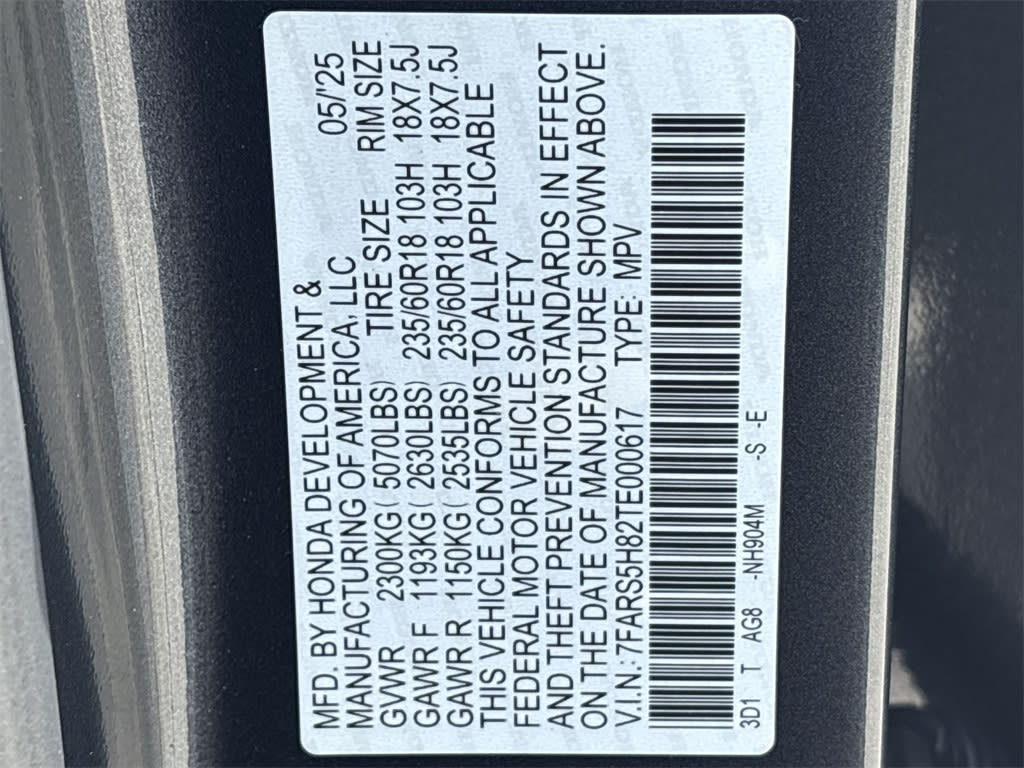 MFD. BY HONDA DEVELOPMENT &
MANUFACTURING OF AMERICA, LLC 05/'25
GVWR 2300KG ( 5070LBS) TIRE SIZE RIM SIZE
GAWR F 1193KG ( 2630LBS) 235/60R18 103H 18X7.5J
GAWR R 1150KG ( 2535LBS) 235/60R18 103H 18X7.5J
THIS VEHICLE CONFORMS TO ALL APPLICABLE
FEDERAL MOTOR VEHICLE SAFETY
AND THEFT PREVENTION STANDARDS IN EFFECT
ON THE DATE OF MANUFACTURE SHOWN ABOVE.
V.I.N.: 7FARS5H82TE000617 TYPE: MPV
3D1 T AG8 -NH904M -S -E